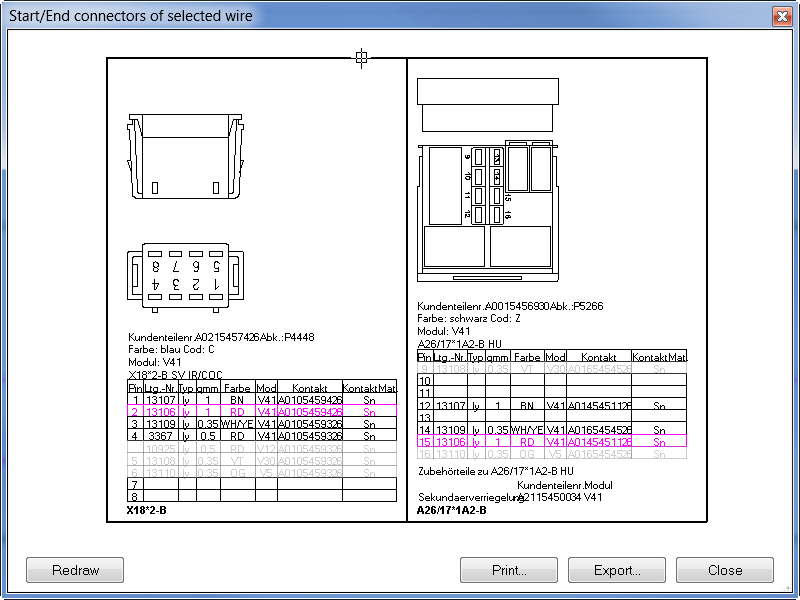 Start/End connectors of selected wire
8 7 6 5
4 3 2 1
Kundenteilenr.A0215457426Abk.:P4448
Farbe: blau Cod: C
Modul: V41
X18*2-B SV IR/COC
Pin Ltg.-Nr. Typ qmm Farbe Mod Kontakt KontaktMat.
1 13107 ly 1 BN V41 A0105459426 Sn
2 13106 ly 1 RD V41 A0105459426 Sn
3 13109 ly 0.35 WH/YE V41 A0105459326 Sn
4 3367 ly 0.5 RD V41 A0105459326 Sn
10925 ly 0.5 RD V12 A0105459326 Sn
5 13108 ly 0.35 VT V30 A0105459326 Sn
6 13110 ly 0.35 OG V5 A0105459326 Sn
7
8
X18*2-B
9
10
11
12
13
14
15
16
Kundenteilenr.A0015456930Abk.:P5266
Farbe: schwarz Cod: Z
Modul: V41
A26/17*1A2-B HU
Pin Ltg.-Nr. Typ qmm Farbe Mod Kontakt KontaktMat.
9 13108 ly 0.35 VT V30 A0165454526 Sn
10
11
12 13107 ly 1 BN V41 A0145451126 Sn
13
14 13109 ly 0.35 WH/YE V41 A0165454526 Sn
15 13106 ly 1 RD V41 A0145451126 Sn
16 13110 ly 0.35 OG V5 A0165454526 Sn
Zubehörteile zu A26/17*1A2-B HU
Kundenteilenr.Modul
Sekundaerverriegelung A2115450034 V41
A26/17*1A2-B
Redraw
Print...
Export...
Close